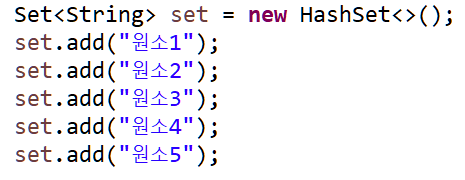 Set<String> set = new HashSet<>();
set.add("원소1");
set.add("원소2");
set.add("원소3");
set.add("원소4");
set.add("원소5");